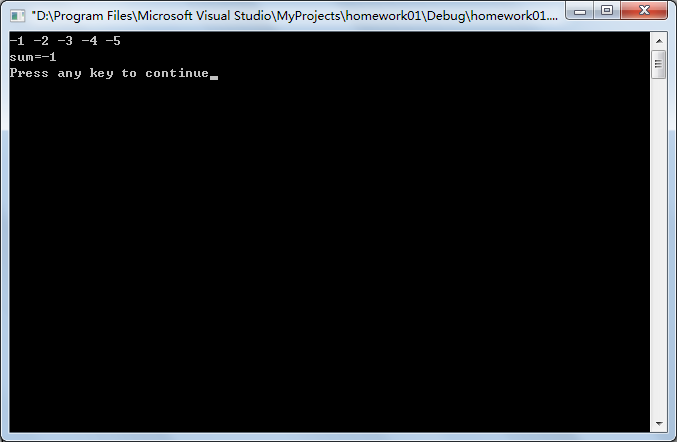 "D:\Program Files\Microsoft Visual Studio\MyProjects\homework01\Debug\homework01....
-1 -2 -3 -4 -5
sum=-1
Press any key to continue